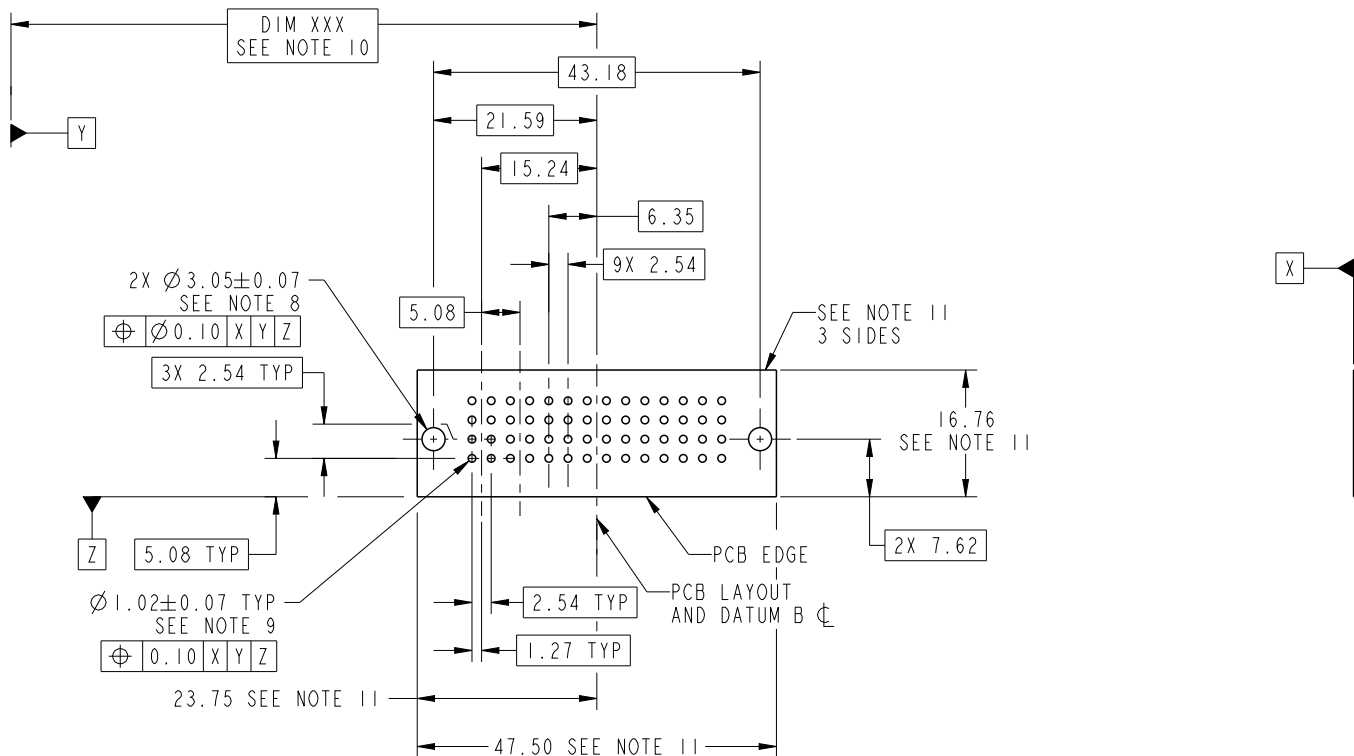 DIM XXX
SEE NOTE 10
43.18
Y
21.59
15.24
6.35
9X 2.54
X
2X Ø3.05±0.07
SEE NOTE 8
⌖ Ø0.10 X Y Z
5.08
SEE NOTE 11
3 SIDES
3X 2.54 TYP
16.76
SEE NOTE 11
Z
5.08 TYP
PCB EDGE
2X 7.62
Ø1.02±0.07 TYP
SEE NOTE 9
⌖ 0.10 X Y Z
2.54 TYP
PCB LAYOUT
AND DATUM B ℄
1.27 TYP
23.75 SEE NOTE 11
47.50 SEE NOTE 11